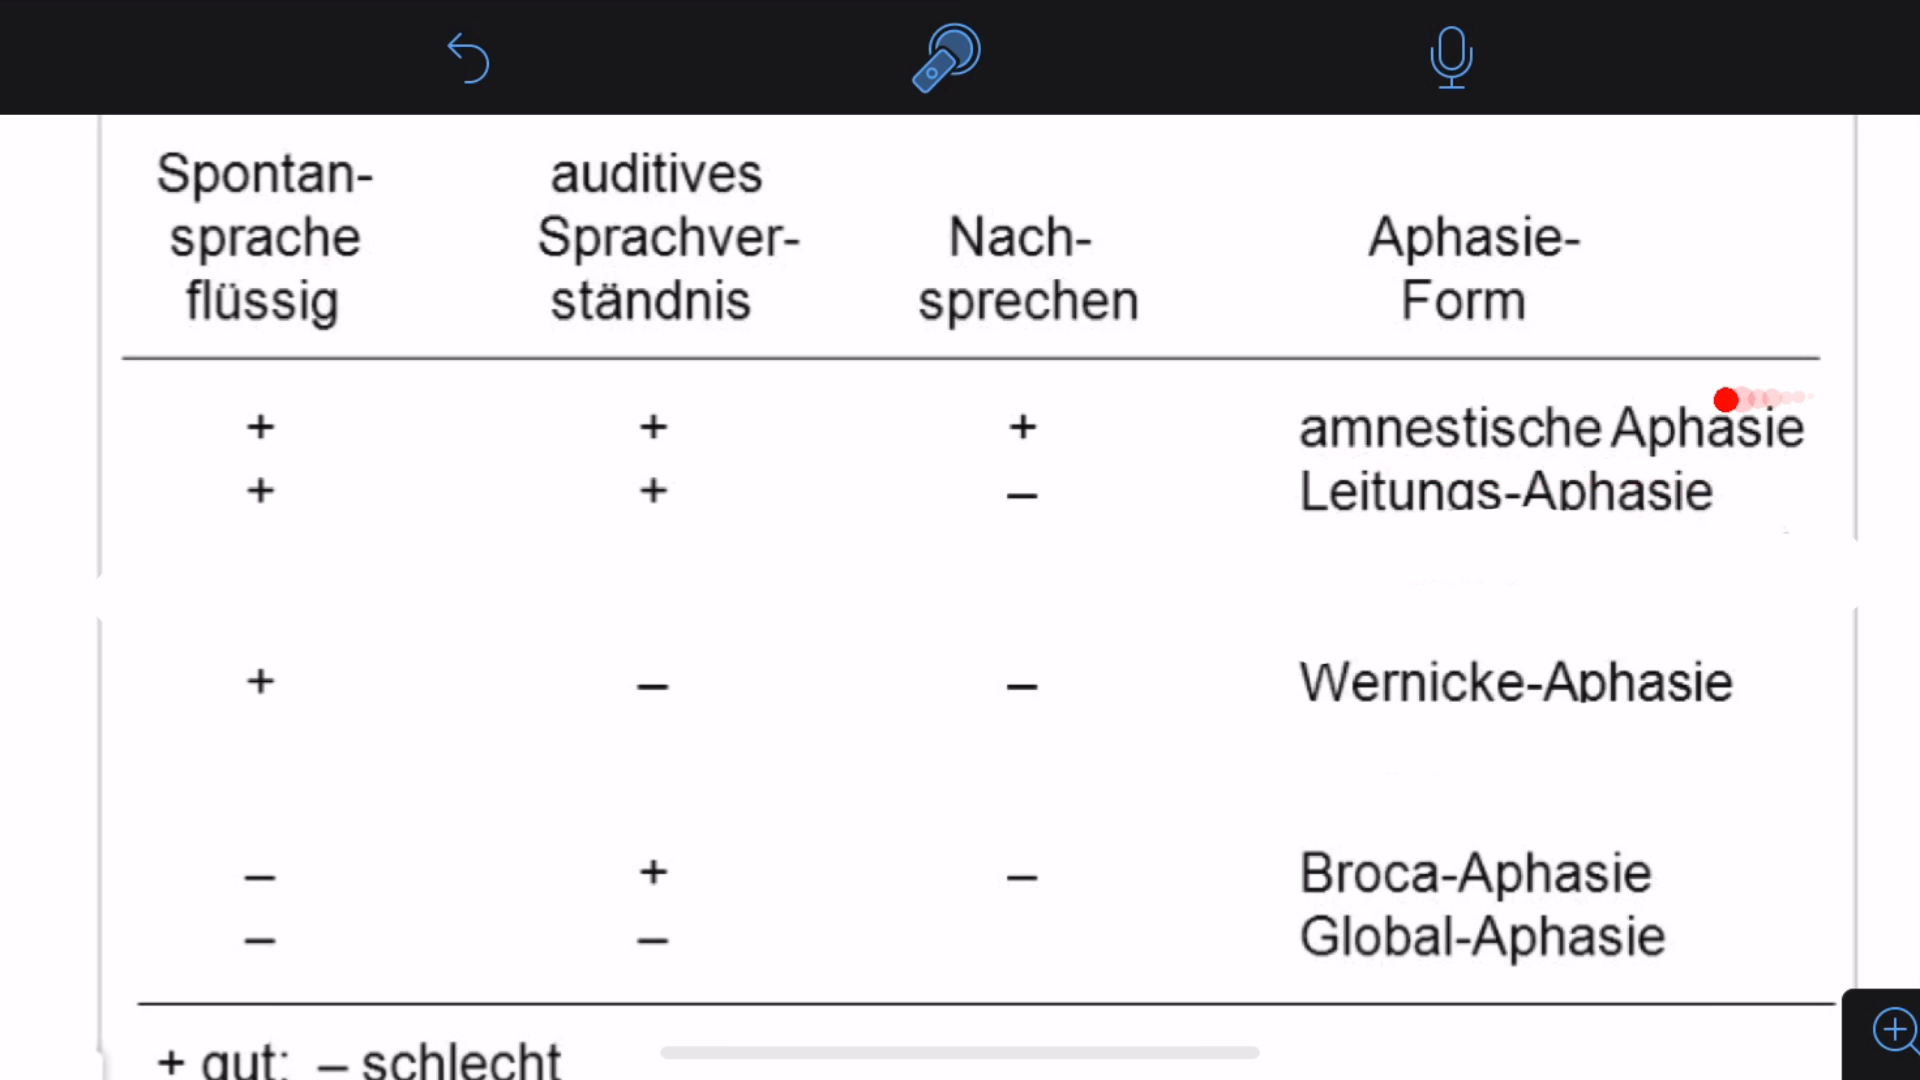 Spontan-
sprache
flüssig
auditives
Sprachver-
ständnis
Nach-
sprechen
Aphasie-
Form
+ + + amnestische Aphasie
+ + – Leitungs-Aphasie
+ – – Wernicke-Aphasie
– + – Broca-Aphasie
– – Global-Aphasie
+ gut; – schlecht